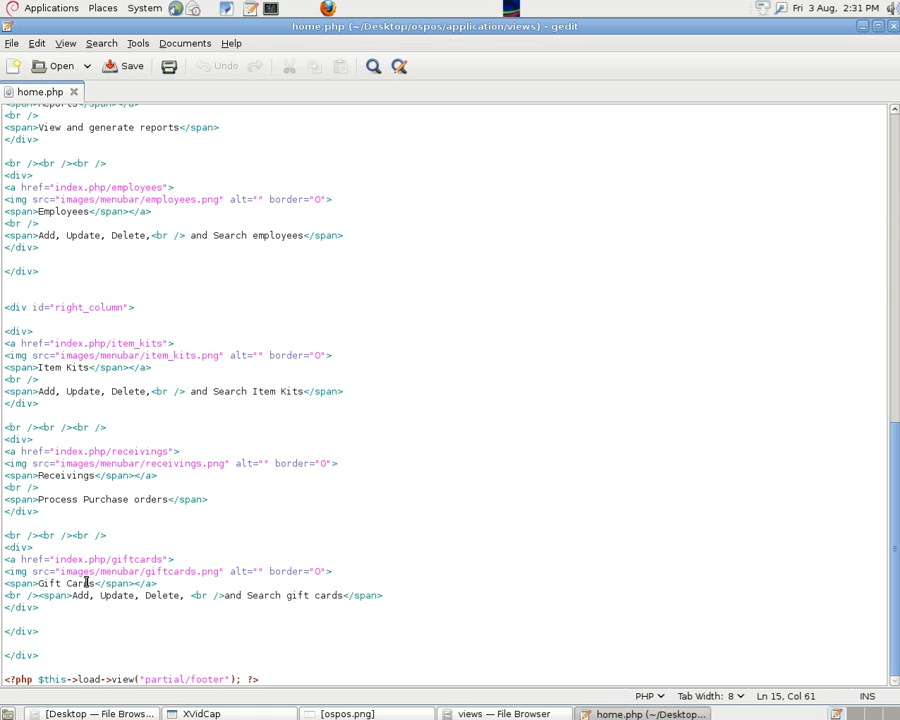 Applications Places System Fri 3 Aug, 2:31 PM
home.php (~/Desktop/ospos/application/views) - gedit
File Edit View Search Tools Documents Help
Open Save Undo
home.php
<span>Reports</span></a>
<br />
<span>View and generate reports</span>
</div>
<br /><br /><br />
<div>
<a href="index.php/employees">
<img src="images/menubar/employees.png" alt="" border="0">
<span>Employees</span></a>
<br />
<span>Add, Update, Delete,<br /> and Search employees</span>
</div>
</div>
<div id="right_column">
<div>
<a href="index.php/item_kits">
<img src="images/menubar/item_kits.png" alt="" border="0">
<span>Item Kits</span></a>
<br />
<span>Add, Update, Delete,<br /> and Search Item Kits</span>
</div>
<br /><br /><br />
<div>
<a href="index.php/receivings">
<img src="images/menubar/receivings.png" alt="" border="0">
<span>Receivings</span></a>
<br />
<span>Process Purchase orders</span>
</div>
<br /><br /><br />
<div>
<a href="index.php/giftcards">
<img src="images/menubar/giftcards.png" alt="" border="0">
<span>Gift Cards</span></a>
<br /><span>Add, Update, Delete, <br />and Search gift cards</span>
</div>
</div>
</div>
<?php $this->load->view("partial/footer"); ?>
PHP Tab Width: 8 Ln 15, Col 61 INS
[Desktop — File Brows... XVidCap [ospos.png] views — File Browser home.php (~/Desktop...